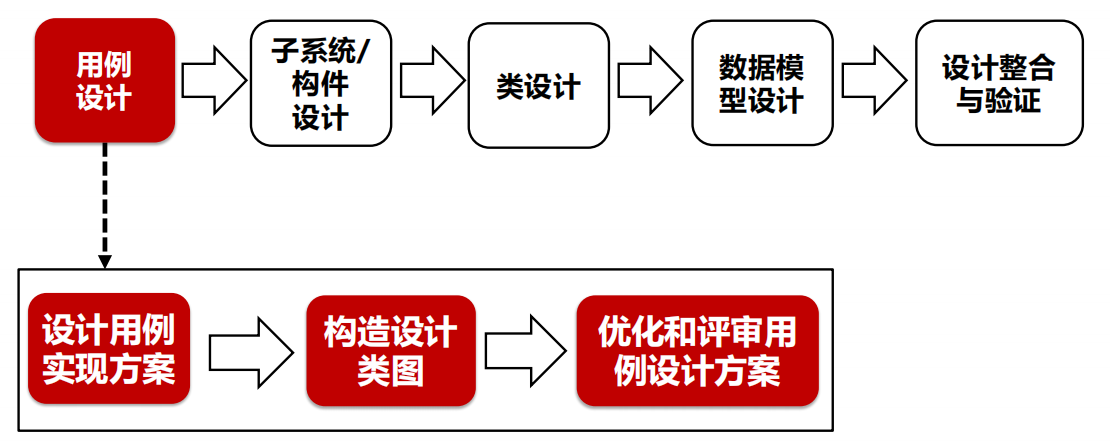 用例
设计
子系统/
构件
设计
类设计
数据模
型设计
设计整合
与验证
设计用例
实现方案
构造设计
类图
优化和评审用
例设计方案